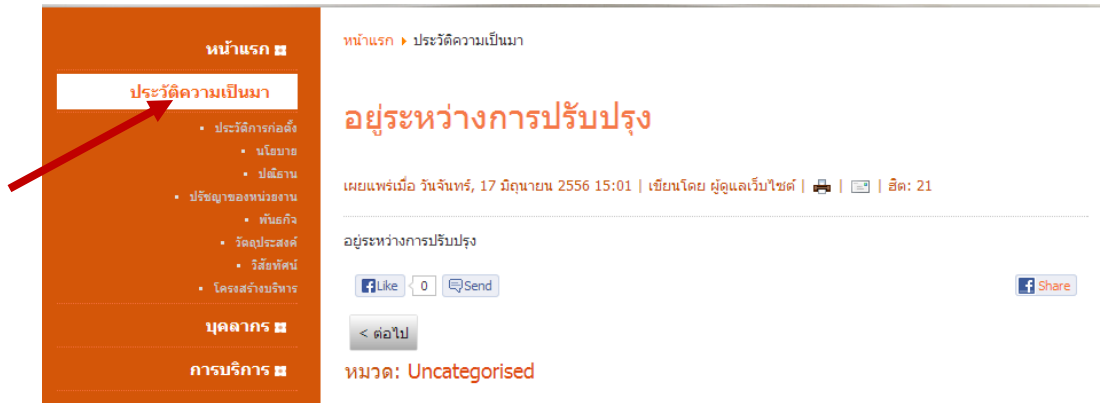 หน้าแรก
ประวัติความเป็นมา
ประวัติการก่อตั้ง
นโยบาย
ปณิธาน
ปรัชญาของหน่วยงาน
พันธกิจ
วัตถุประสงค์
วิสัยทัศน์
โครงสร้างบริหาร
บุคลากร
การบริการ
หน้าแรก ประวัติความเป็นมา
อยู่ระหว่างการปรับปรุง
เผยแพร่เมื่อ วันจันทร์, 17 มิถุนายน 2556 15:01 | เขียนโดย ผู้ดูแลเว็บไซต์ | | | ฮิต: 21
อยู่ระหว่างการปรับปรุง
Like 0 Send Share
< ต่อไป
หมวด: Uncategorised